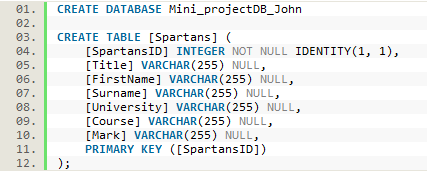 01. CREATE DATABASE Mini_projectDB_John
02.
03. CREATE TABLE [Spartans] (
04. [SpartansID] INTEGER NOT NULL IDENTITY(1, 1),
05. [Title] VARCHAR(255) NULL,
06. [FirstName] VARCHAR(255) NULL,
07. [Surname] VARCHAR(255) NULL,
08. [University] VARCHAR(255) NULL,
09. [Course] VARCHAR(255) NULL,
10. [Mark] VARCHAR(255) NULL,
11. PRIMARY KEY ([SpartansID])
12. );